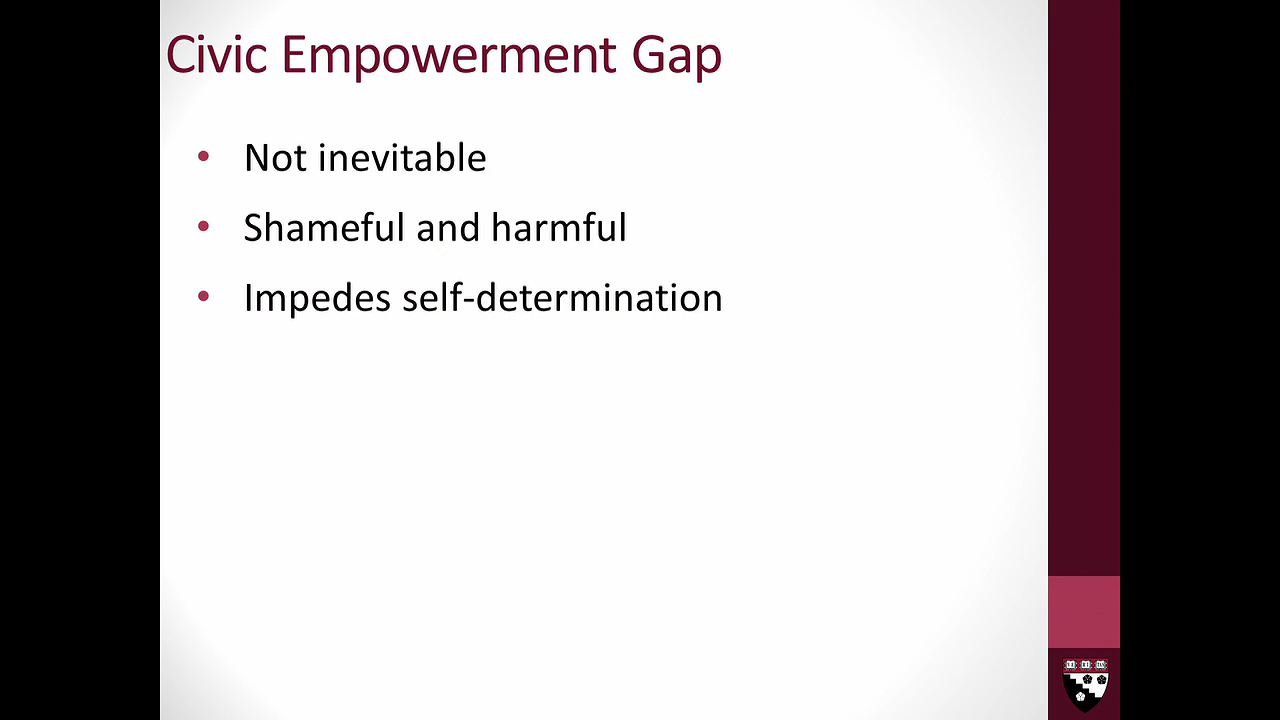 Civic Empowerment Gap
• Not inevitable
• Shameful and harmful
• Impedes self-determination